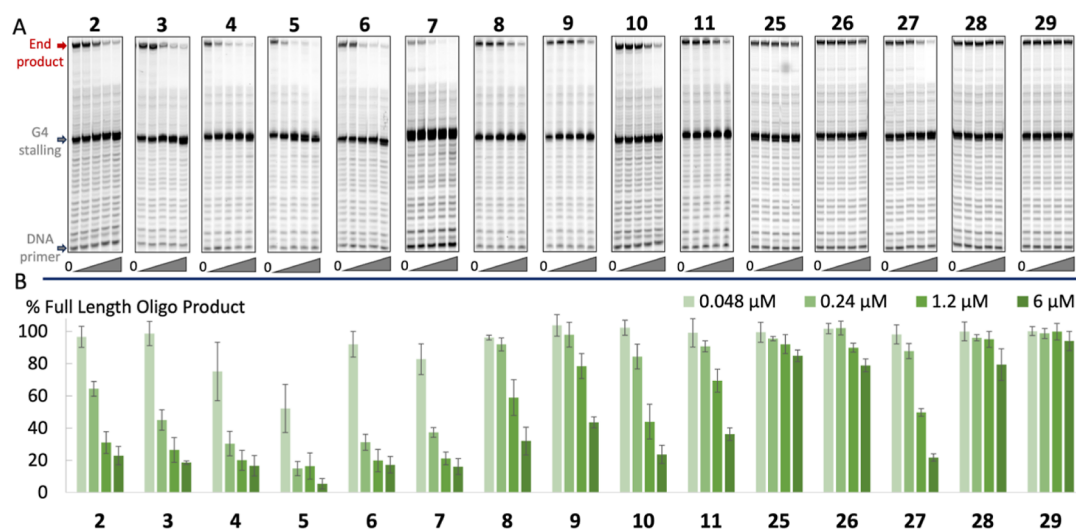 A 2 3 4 5 6 7 8 9 10 11 25 26 27 28 29
End
product
G4
stalling
DNA
primer
0 0 0 0 0 0 0 0 0 0 0 0 0 0 0
B
% Full Length Oligo Product 0.048 µM 0.24 µM 1.2 µM 6 µM
100
80
60
40
20
0
2 3 4 5 6 7 8 9 10 11 25 26 27 28 29